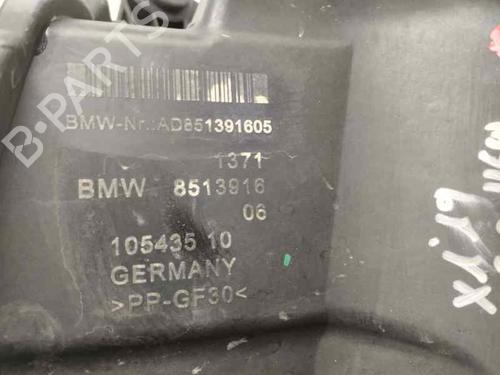 BMW-Nr.:AD851391605
1371
BMW 8513916
06
105435 10
GERMANY
>PP-GF30<
B-PARTS